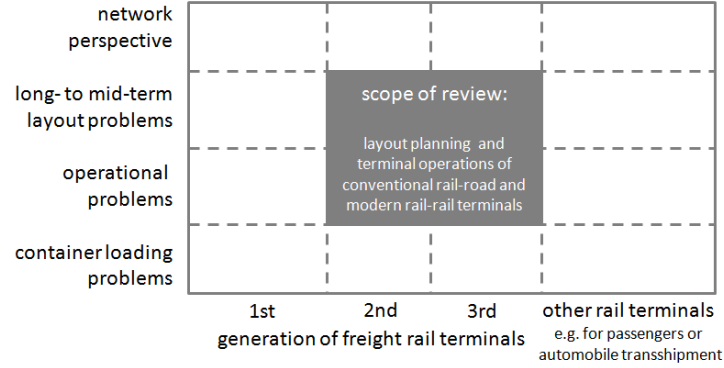 network
perspective
long- to mid-term
layout problems
operational
problems
container loading
problems
scope of review:
layout planning and
terminal operations of
conventional rail-road and
modern rail-rail terminals
1st
2nd
3rd
other rail terminals
generation of freight rail terminals
e.g. for passengers or
automobile transshipment